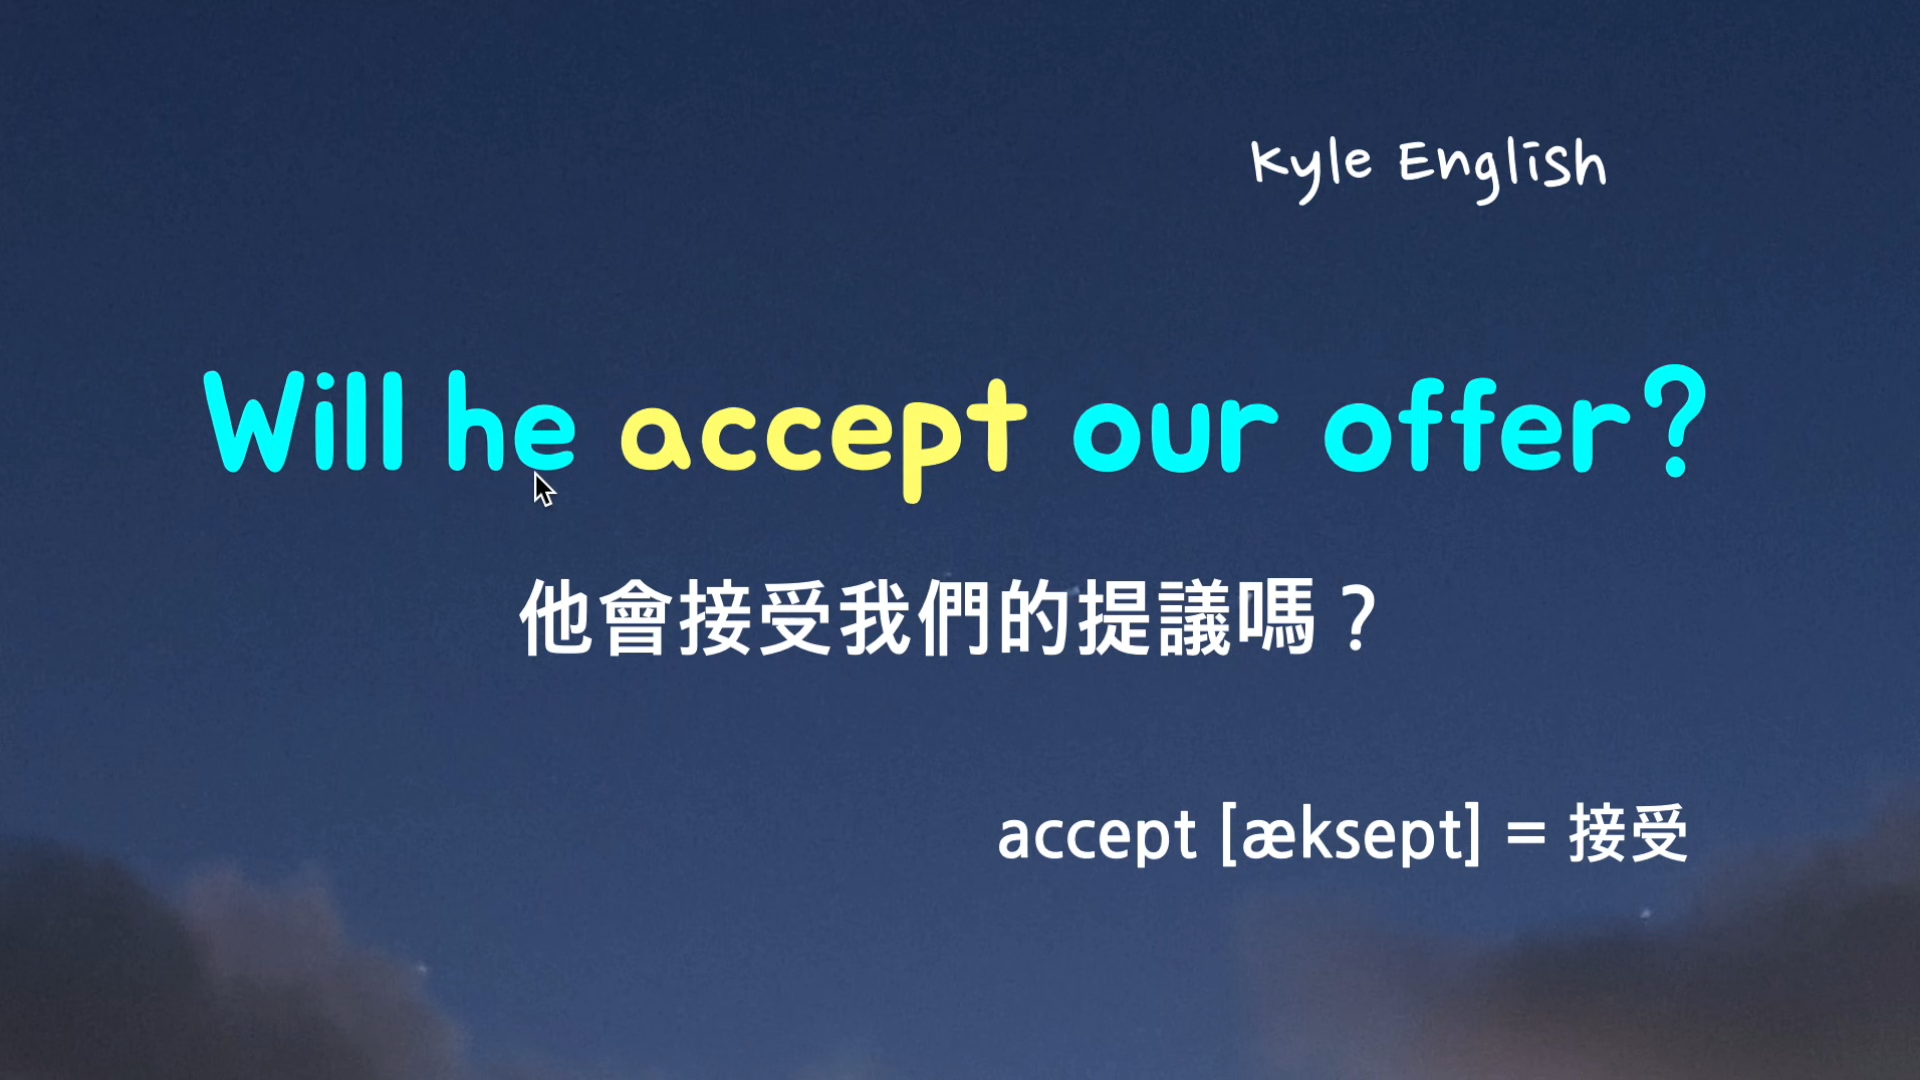 Kyle English
Will he accept our offer?
他會接受我們的提議嗎？
accept [æksept] = 接受